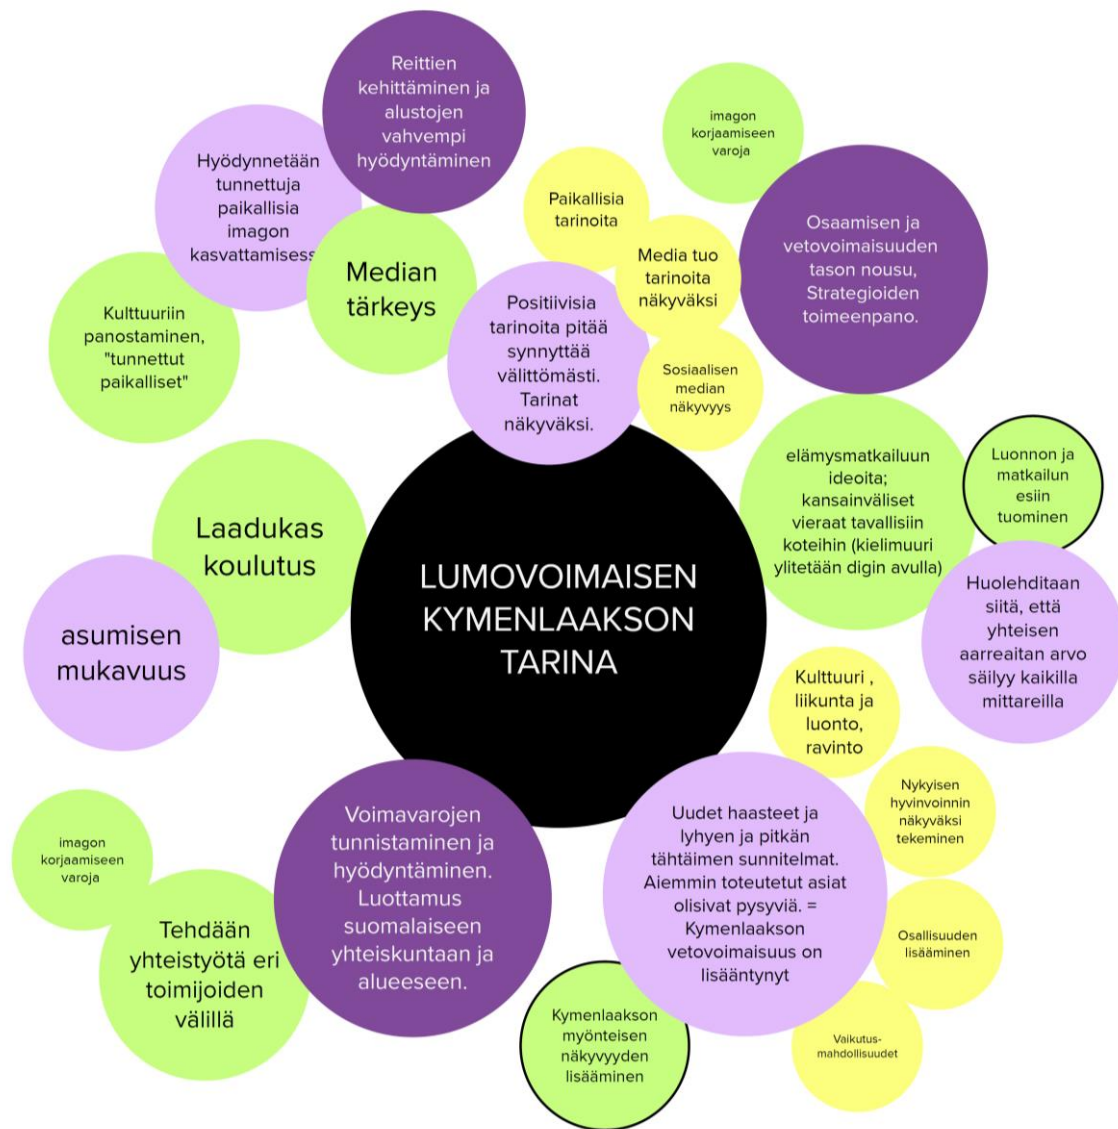 Reittien
kehittäminen ja
alustojen
vahvempi
hyödyntäminen
imagon
korjaamiseen
varoja
Hyödynnetään
tunnettuja
paikallisia
imagon
kasvattamisess
Paikallisia
tarinoita
Osaamisen ja
vetovoimaisuuden
tason nousu,
Strategioiden
toimeenpano.
Media tuo
tarinoita
näkyväksi
Median
tärkeys
Kulttuuriin
panostaminen,
"tunnettut
paikalliset"
Positiivisia
tarinoita pitää
synnyttää
välittömästi.
Tarinat
näkyväksi.
Sosiaalisen
median
näkyvyys
elämysmatkailuun
ideoita;
kansainväliset
vieraat tavallisiin
koteihin (kielimuuri
ylitetään digin avulla)
Luonnon ja
matkailun
esiin
tuominen
Laadukas
koulutus
LUMOVOIMAISEN
KYMENLAAKSON
TARINA
Huolehditaan
siitä, että
yhteisen
aarreaitan arvo
säilyy kaikilla
mittareilla
asumisen
mukavuus
Kulttuuri ,
liikunta ja
luonto,
ravinto
Nykyisen
hyvinvoinnin
näkyväksi
tekeminen
Voimavarojen
tunnistaminen ja
hyödyntäminen.
Luottamus
suomalaiseen
yhteiskuntaan ja
alueeseen.
Uudet haasteet ja
lyhyen ja pitkän
tähtäimen sunnitelmat.
Aiemmin toteutetut asiat
olisivat pysyviä. =
Kymenlaakson
vetovoimaisuus on
lisääntynyt
imagon
korjaamiseen
varoja
Tehdään
yhteistyötä eri
toimijoiden
välillä
Osallisuuden
lisääminen
Kymenlaakson
myönteisen
näkyvyyden
lisääminen
Vaikutus-
mahdollisuudet